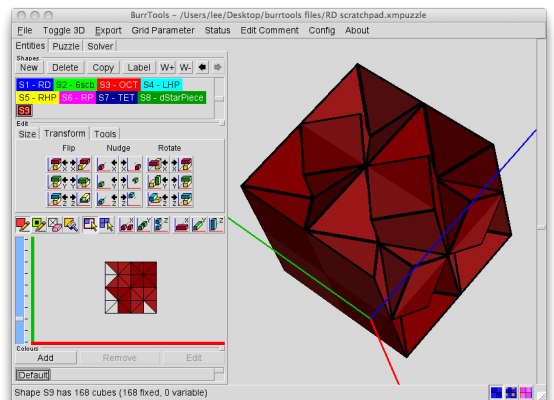 BurrTools - /Users/lee/Desktop/burrtools files/RD scratchpad.xmpuzzle
File Toggle 3D Export Grid Parameter Status Edit Comment Config About
Entities Puzzle Solver
Shapes
New Delete Copy Label W+ W-
S1 - RD S2 - 6scb S3 - OCT S4 - LHP
S5 - RHP S6 - RP S7 - TET S8 - dStarPiece
S9
Edit
Size Transform Tools
Flip Nudge Rotate
X X X
Y Y Y
Z Z Z
X Y Z X Y Z
Colours
Add Remove Edit
Default
Shape S9 has 168 cubes (168 fixed, 0 variable)